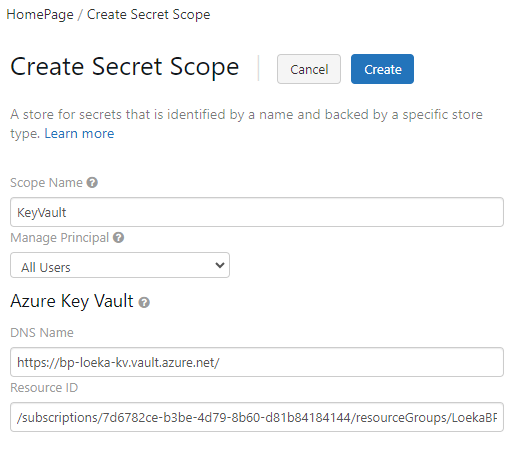 HomePage / Create Secret Scope
Create Secret Scope
Cancel
Create
A store for secrets that is identified by a name and backed by a specific store
type. Learn more
Scope Name ?
KeyVault
Manage Principal ?
All Users
Azure Key Vault ?
DNS Name
https://bp-loeka-kv.vault.azure.net/
Resource ID
/subscriptions/7d6782ce-b3be-4d79-8b60-d81b84184144/resourceGroups/LoekaBP